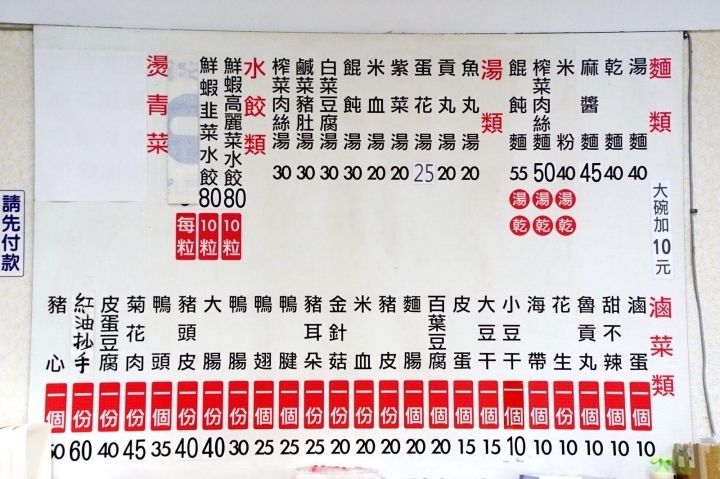 麵類
湯麵 40
乾麵 40
麻醬麵 45
米粉 40 湯乾
榨菜肉絲麵 50 湯乾
餛飩麵 55 湯乾
大碗加10元
湯類
魚丸湯 20
貢丸湯 20
蛋花湯 25
紫菜湯 20
米血湯 20
餛飩湯 30
白菜豆腐湯 30
鹹菜豬肚湯 30
榨菜肉絲湯 30
水餃類
鮮蝦高麗菜水餃 80 10粒
鮮蝦韭菜水餃 80 10粒
每粒
燙青菜
請先付款
滷菜類
滷蛋 一個 10
甜不辣 一份 10
魯貢丸 一個 10
花生 一份 10
海帶 一份 10
小豆干 一個 10
大豆干 一個 15
皮蛋 一個 15
百葉豆腐 一個 20
麵腸 一個 20
豬皮 一份 20
米血 一個 20
金針菇 一份 20
豬耳朵 一份 25
鴨腱 一個 25
鴨翅 一個 25
鴨腸 一份 30
大腸 一份 40
豬頭皮 一份 40
鴨頭 一個 35
菊花肉 一份 45
皮蛋豆腐 一份 40
紅油抄手 一份 60
豬心 一個